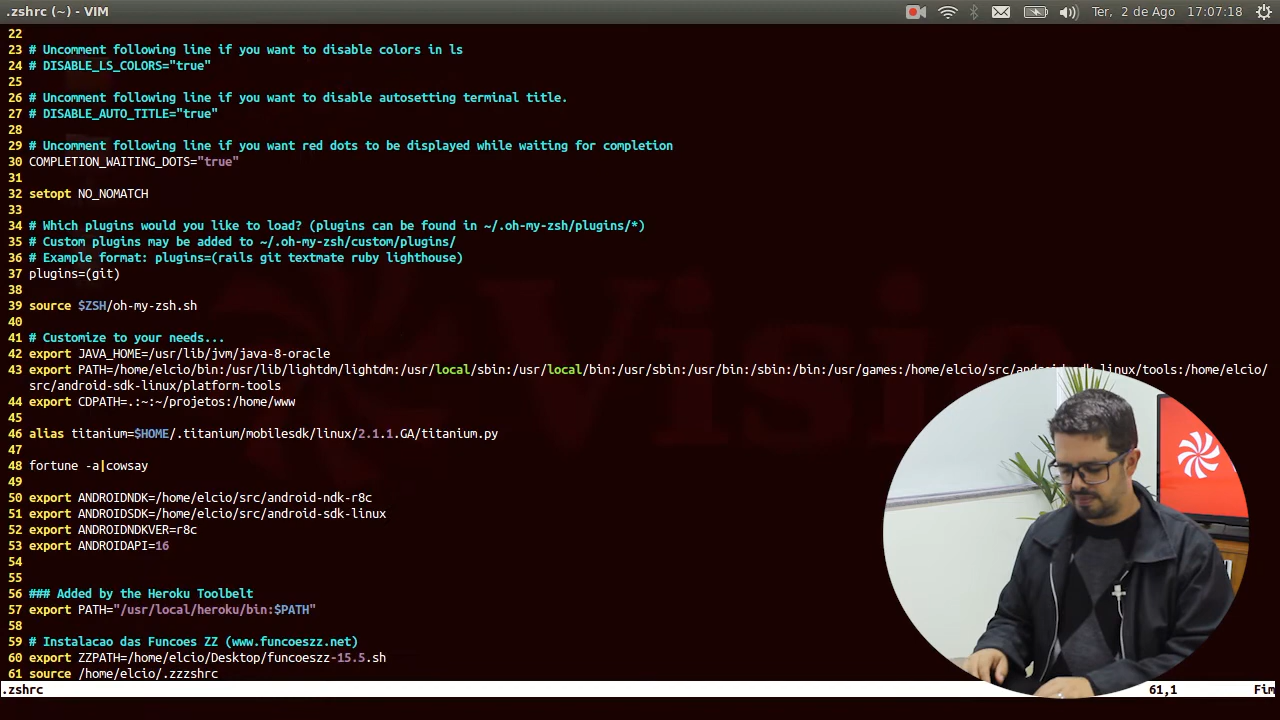 .zshrc (~) - VIM
Ter, 2 de Ago 17:07:18
22
23 # Uncomment following line if you want to disable colors in ls
24 # DISABLE_LS_COLORS="true"
25
26 # Uncomment following line if you want to disable autosetting terminal title.
27 # DISABLE_AUTO_TITLE="true"
28
29 # Uncomment following line if you want red dots to be displayed while waiting for completion
30 COMPLETION_WAITING_DOTS="true"
31
32 setopt NO_NOMATCH
33
34 # Which plugins would you like to load? (plugins can be found in ~/.oh-my-zsh/plugins/*)
35 # Custom plugins may be added to ~/.oh-my-zsh/custom/plugins/
36 # Example format: plugins=(rails git textmate ruby lighthouse)
37 plugins=(git)
38
39 source $ZSH/oh-my-zsh.sh
40
41 # Customize to your needs...
42 export JAVA_HOME=/usr/lib/jvm/java-8-oracle
43 export PATH=/home/elcio/bin:/usr/lib/lightdm/lightdm:/usr/local/sbin:/usr/local/bin:/usr/sbin:/usr/bin:/sbin:/bin:/usr/games:/home/elcio/src/android-sdk-linux/tools:/home/elcio/
src/android-sdk-linux/platform-tools
44 export CDPATH=.:~:~/projetos:/home/www
45
46 alias titanium=$HOME/.titanium/mobilesdk/linux/2.1.1.GA/titanium.py
47
48 fortune -a|cowsay
49
50 export ANDROIDNDK=/home/elcio/src/android-ndk-r8c
51 export ANDROIDSDK=/home/elcio/src/android-sdk-linux
52 export ANDROIDNDKVER=r8c
53 export ANDROIDAPI=16
54
55
56 ### Added by the Heroku Toolbelt
57 export PATH="/usr/local/heroku/bin:$PATH"
58
59 # Instalacao das Funcoes ZZ (www.funcoeszz.net)
60 export ZZPATH=/home/elcio/Desktop/funcoeszz-15.5.sh
61 source /home/elcio/.zzzshrc
.zshrc 61,1 Fim
Visie